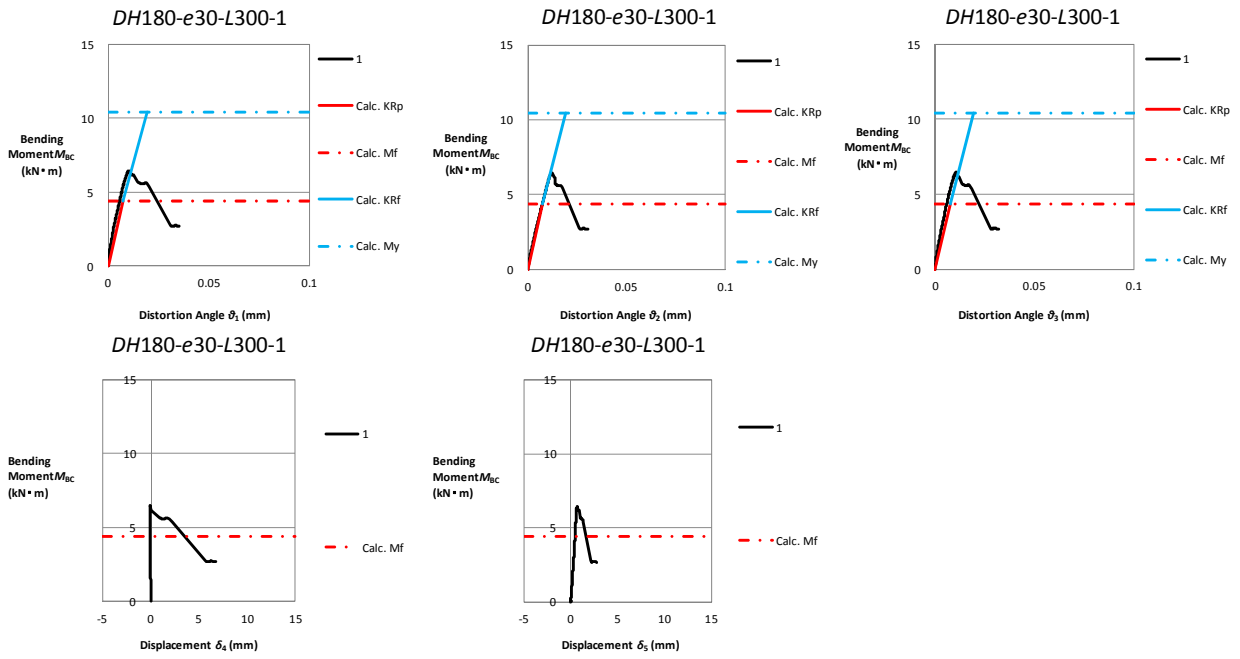 DH180-e30-L300-1
15
10
5
0
0
0.05
0.1
Bending
MomentMBC
(kN・m)
Distortion Angle ϑ1 (mm)
1
Calc. KRp
Calc. Mf
Calc. KRf
Calc. My
DH180-e30-L300-1
15
10
5
0
0
0.05
0.1
Bending
MomentMBC
(kN・m)
Distortion Angle ϑ2 (mm)
1
Calc. KRp
Calc. Mf
Calc. KRf
Calc. My
DH180-e30-L300-1
15
10
5
0
0
0.05
0.1
Bending
MomentMBC
(kN・m)
Distortion Angle ϑ3 (mm)
1
Calc. KRp
Calc. Mf
Calc. KRf
Calc. My
DH180-e30-L300-1
15
10
5
0
-5
0
5
10
15
Bending
MomentMBC
(kN・m)
Displacement δ4 (mm)
1
Calc. Mf
DH180-e30-L300-1
15
10
5
0
-5
0
5
10
15
Bending
MomentMBC
(kN・m)
Displacement δ5 (mm)
1
Calc. Mf